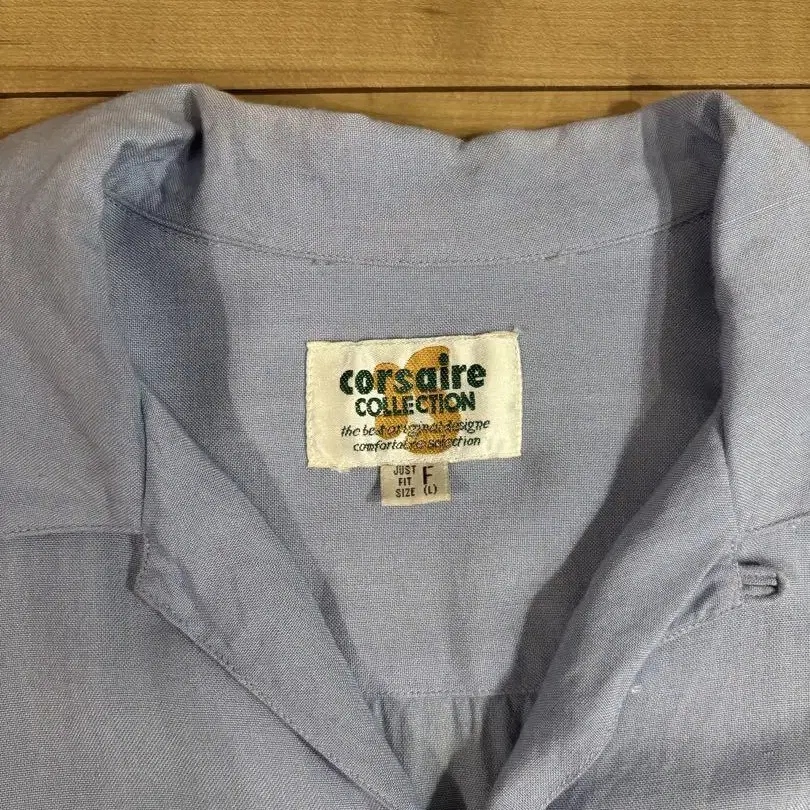 corsaire
COLLECTION
the best original designe
comfortable selection
JUST
FIT
SIZE
F
(L)